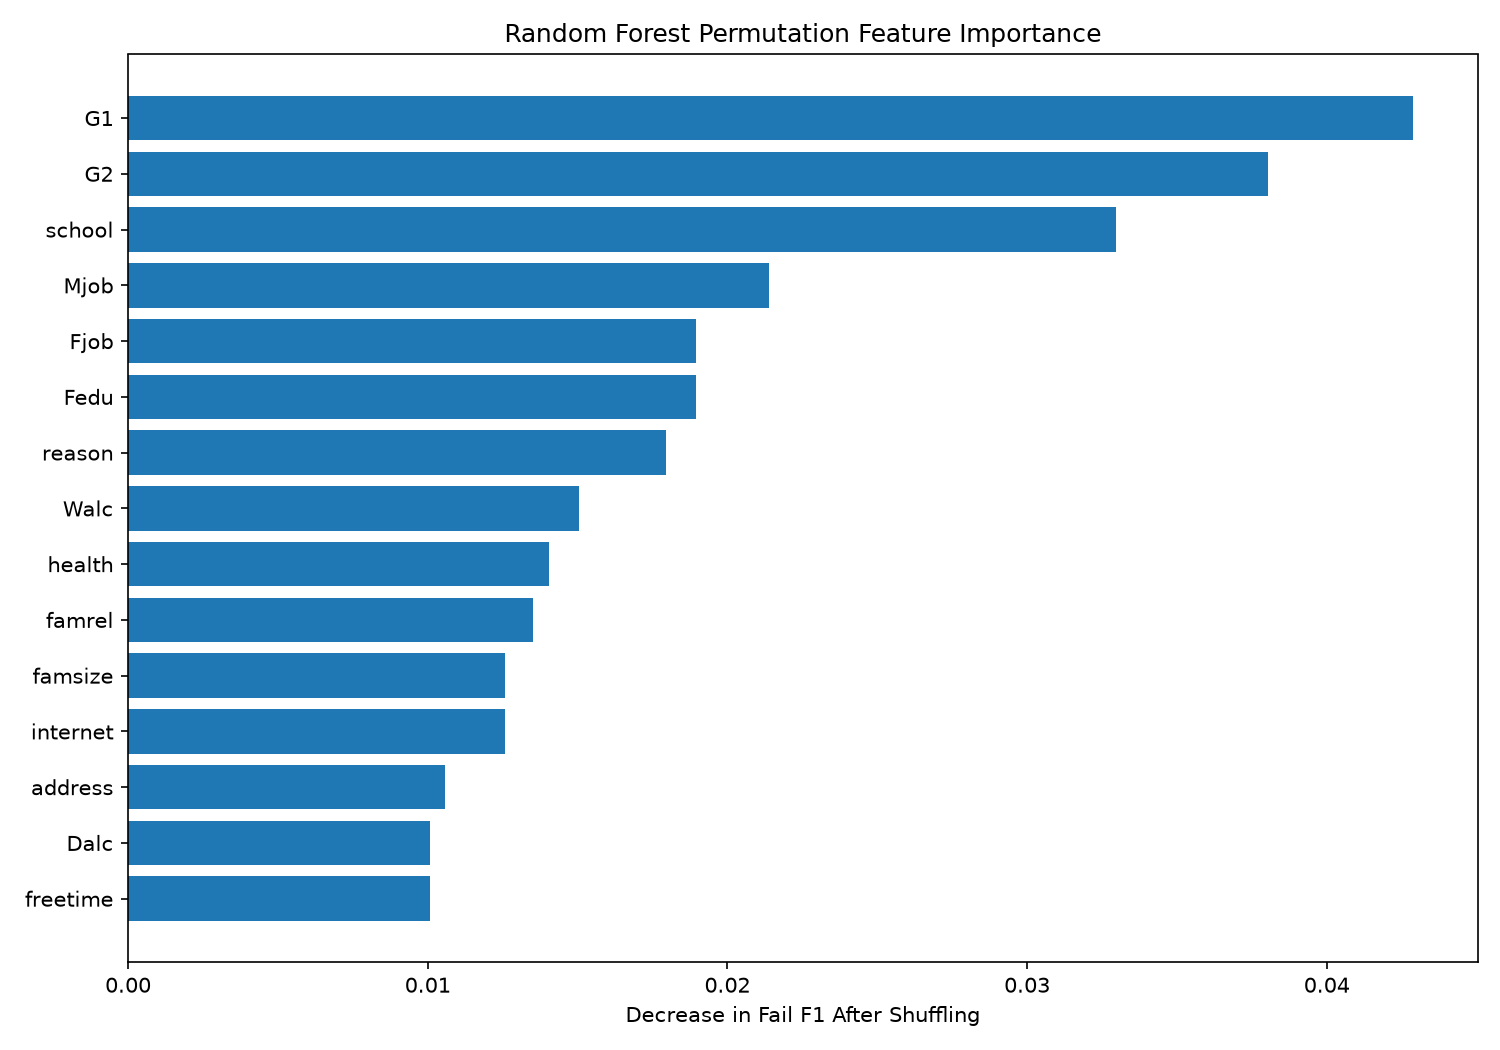 Random Forest Permutation Feature Importance
G1
G2
school
Mjob
Fjob
Fedu
reason
Walc
health
famrel
famsize
internet
address
Dalc
freetime
0.00 0.01 0.02 0.03 0.04
Decrease in Fail F1 After Shuffling